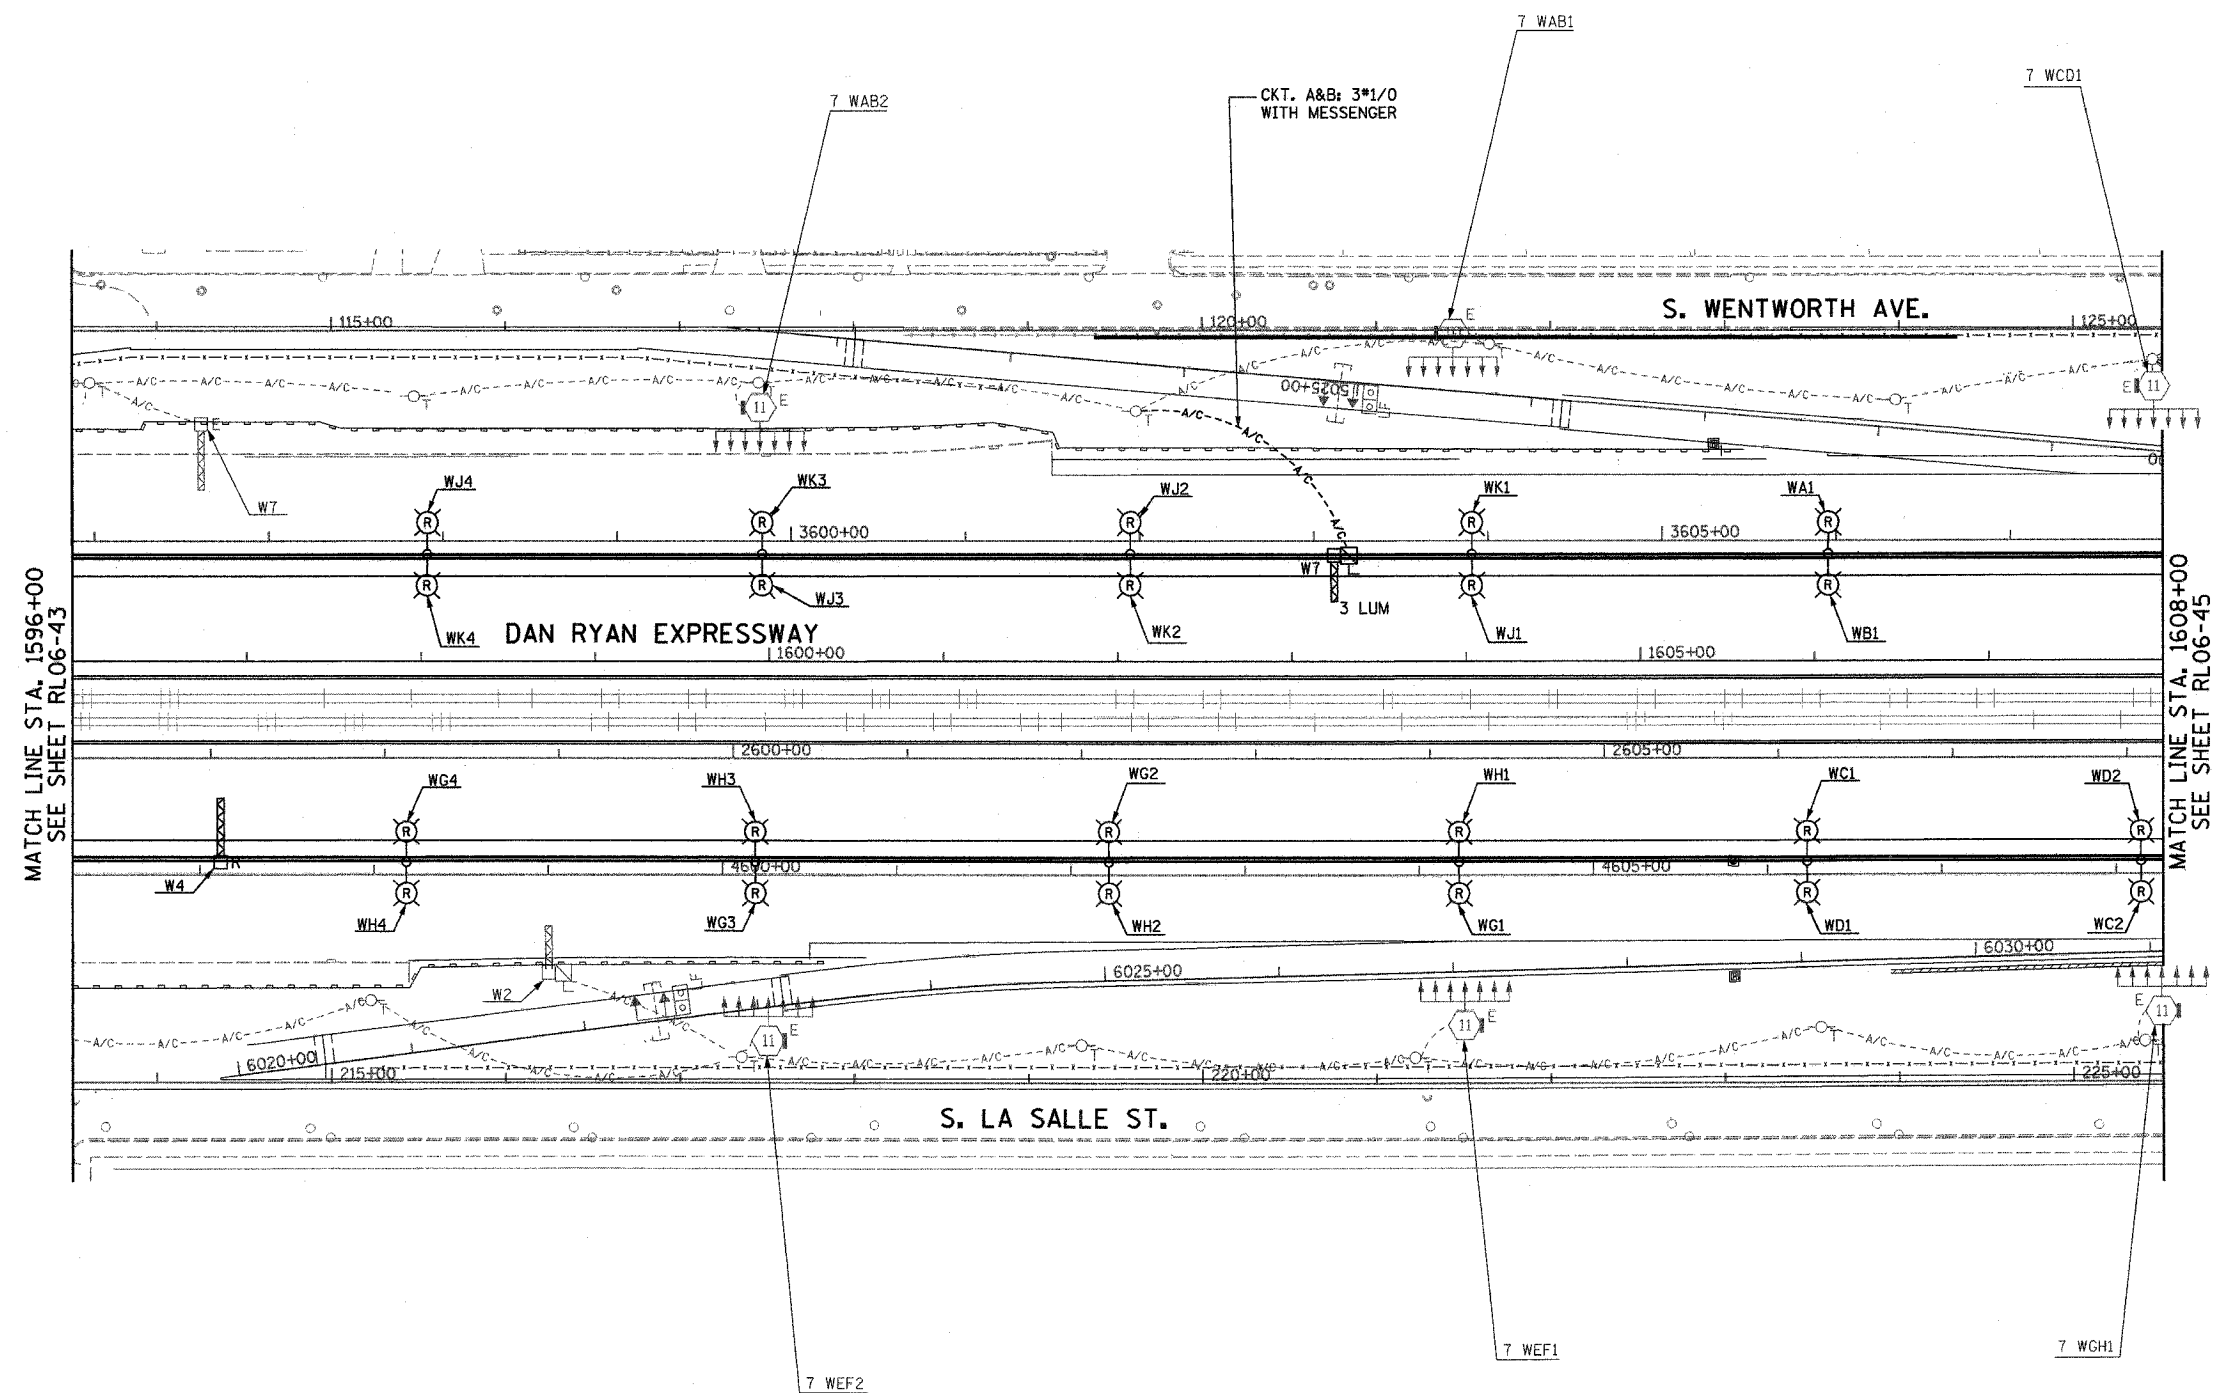 7 WAB1
7 WCD1
7 WAB2
CKT. A&B: 3#1/0
WITH MESSENGER
S. WENTWORTH AVE.
115+00
120+00
125+00
E
A/C
T
11
E
5025+00
F
11
E
W7
E
WJ4
WK3
WJ2
WK1
WA1
R
R
R
R
R
3600+00
3605+00
W7
L
3 LUM
R
R
R
R
R
WK4
WJ3
WK2
WJ1
WB1
DAN RYAN EXPRESSWAY
1600+00
1605+00
MATCH LINE STA. 1596+00
SEE SHEET RL06-43
MATCH LINE STA. 1608+00
SEE SHEET RL06-45
2600+00
2605+00
WG4
WH3
WG2
WH1
WC1
WD2
R
R
R
R
R
R
W4
R
4600+00
4605+00
R
R
R
R
R
R
WH4
WG3
WH2
WG1
WD1
WC2
6030+00
6025+00
W2
L
F
11
E
11
E
11
E
6020+00
215+00
220+00
225+00
S. LA SALLE ST.
7 WEF2
7 WEF1
7 WGH1